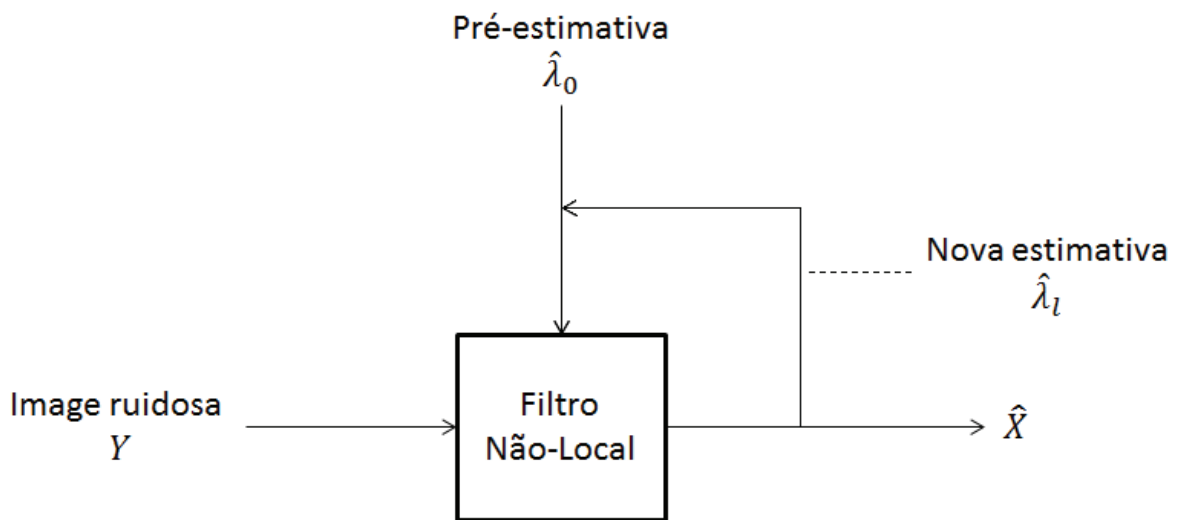 Pré-estimativa
λ̂₀
Nova estimativa
λ̂ₗ
Image ruidosa
Y
Filtro
Não-Local
X̂